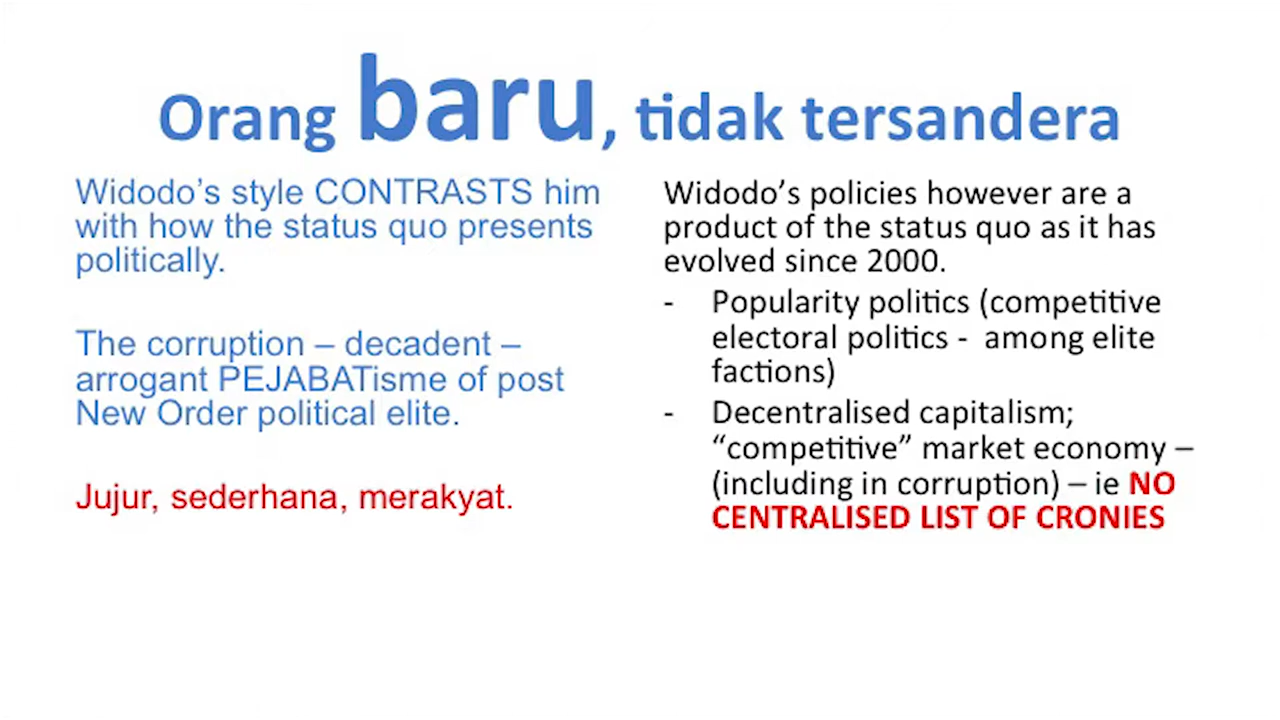 Orang baru, tidak tersandera
Widodo's style CONTRASTS him
with how the status quo presents
politically.
The corruption – decadent –
arrogant PEJABATisme of post
New Order political elite.
Jujur, sederhana, merakyat.
Widodo's policies however are a
product of the status quo as it has
evolved since 2000.
- Popularity politics (competitive
electoral politics - among elite
factions)
- Decentralised capitalism;
“competitive” market economy –
(including in corruption) – ie NO
CENTRALISED LIST OF CRONIES